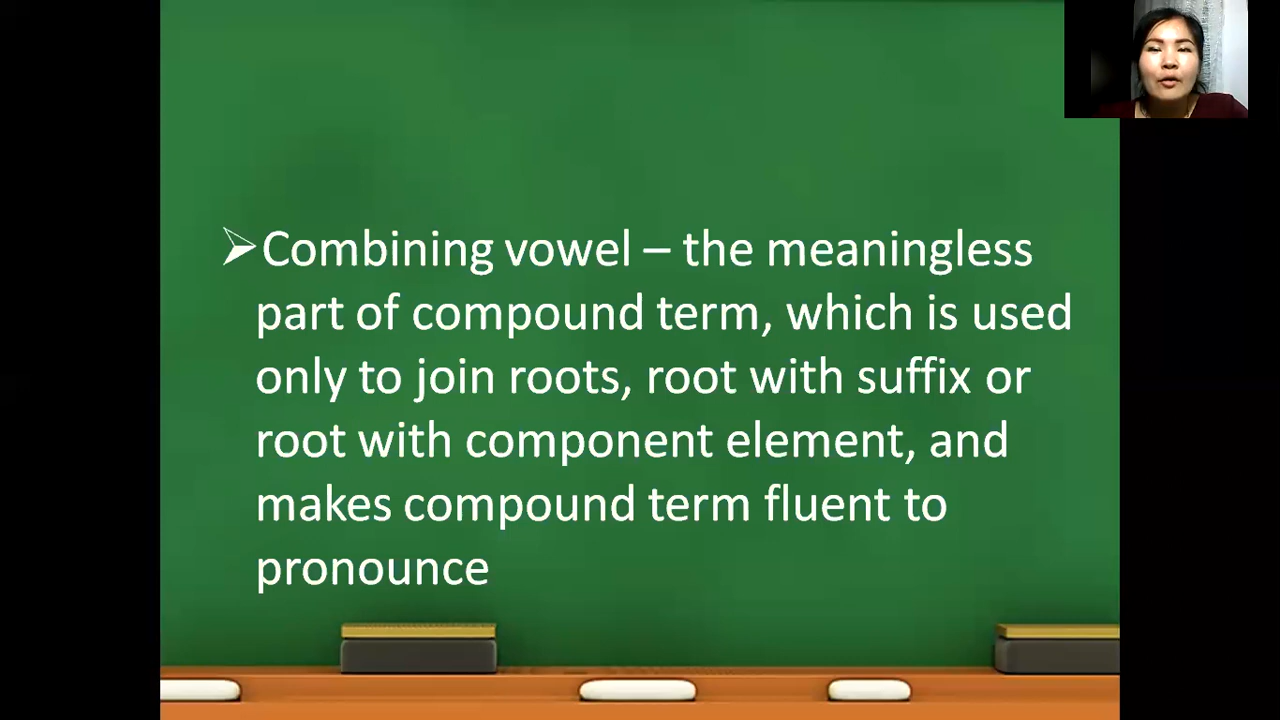 Combining vowel – the meaningless
part of compound term, which is used
only to join roots, root with suffix or
root with component element, and
makes compound term fluent to
pronounce